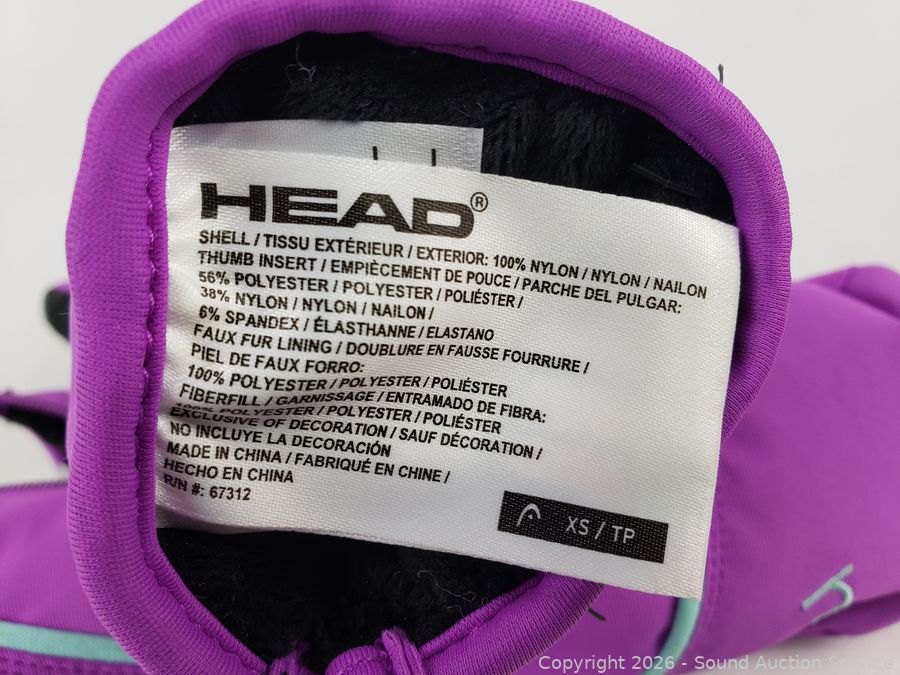 HEAD®
SHELL / TISSU EXTÉRIEUR / EXTERIOR: 100% NYLON / NYLON / NAILON
THUMB INSERT / EMPIÈCEMENT DE POUCE / PARCHE DEL PULGAR:
56% POLYESTER / POLYESTER / POLIÉSTER /
38% NYLON / NYLON / NAILON /
6% SPANDEX / ÉLASTHANNE / ELASTANO
FAUX FUR LINING / DOUBLURE EN FAUSSE FOURRURE /
PIEL DE FAUX FORRO:
100% POLYESTER / POLYESTER / POLIÉSTER
FIBERFILL / GARNISSAGE / ENTRAMADO DE FIBRA:
100% POLYESTER / POLYESTER / POLIÉSTER
EXCLUSIVE OF DECORATION / SAUF DÉCORATION /
NO INCLUYE LA DECORACIÓN
MADE IN CHINA / FABRIQUÉ EN CHINE /
HECHO EN CHINA
R/N #: 67312
XS / TP
Copyright 2026 - Sound Auction Service